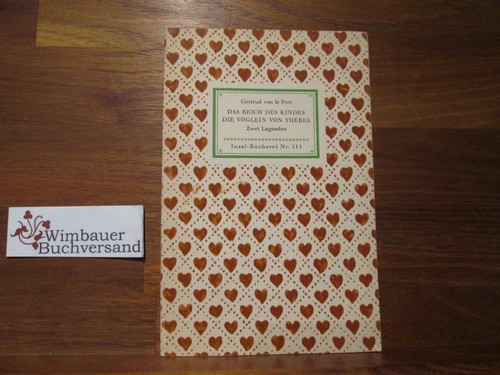 Gertrud von le Fort
DAS REICH DES KINDES
DIE VÖGLEIN VON THEBES
Zwei Legenden
Insel-Bücherei Nr. 111
Wimbauer
Buchversand